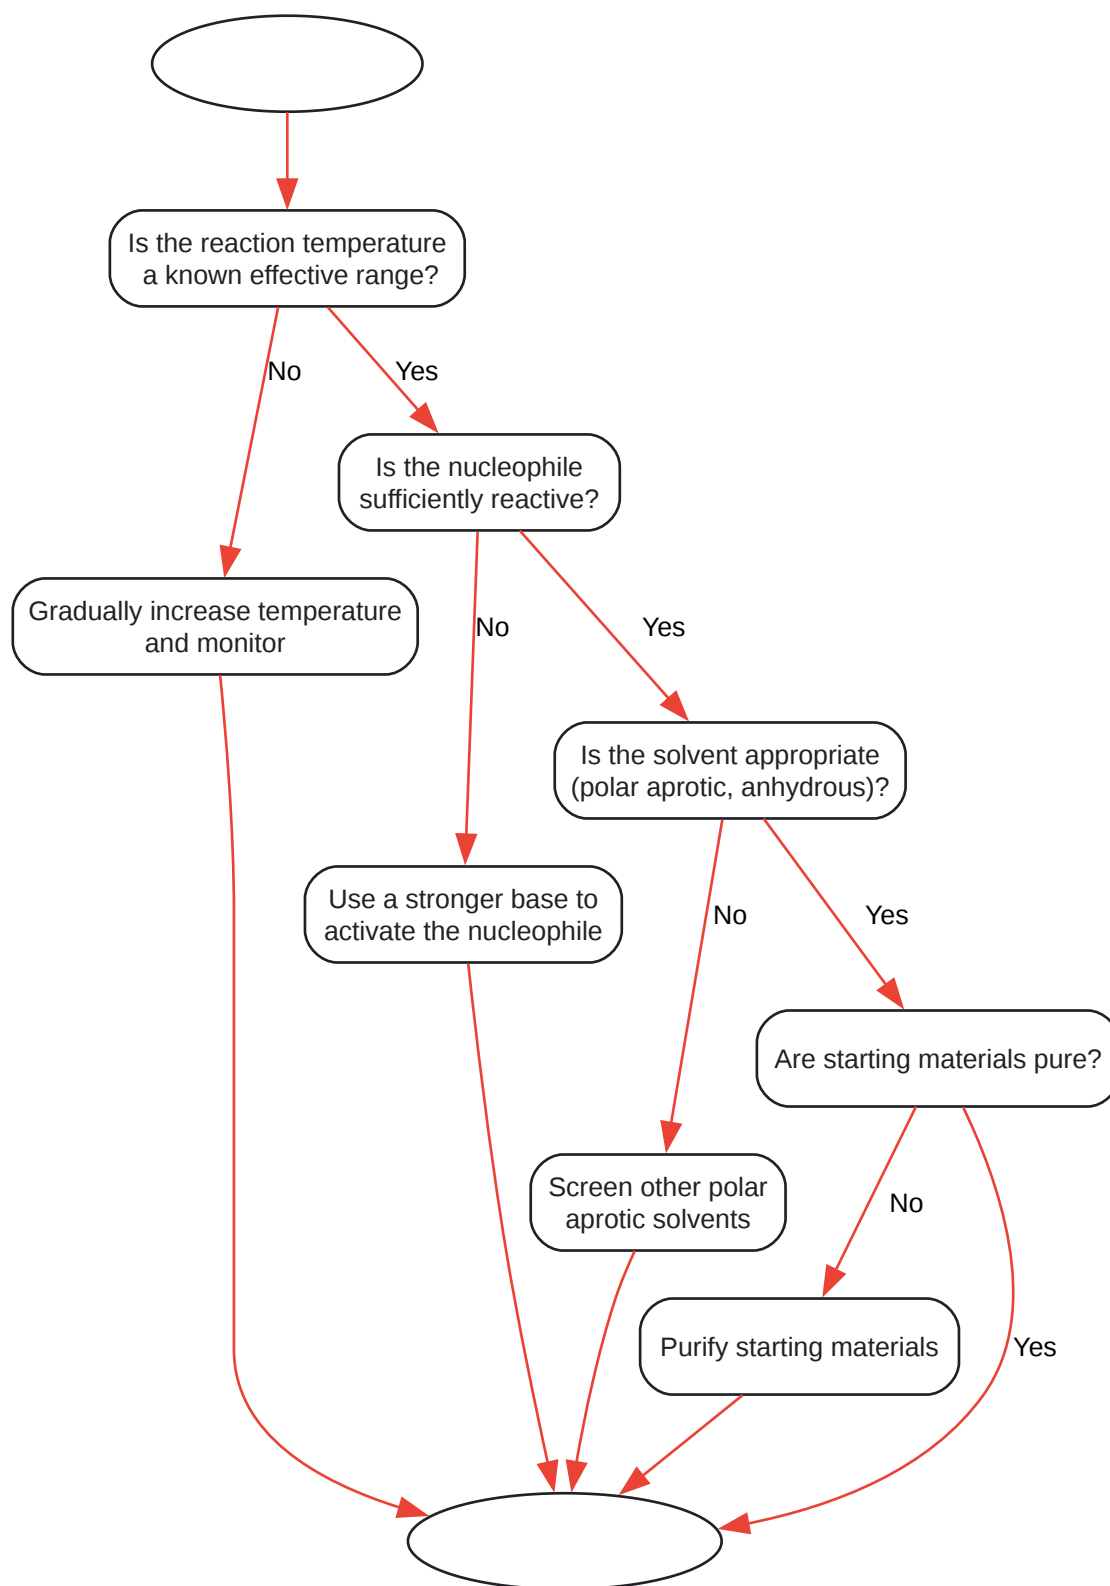 Is the reaction temperature
a known effective range?
No
Yes
Is the nucleophile
sufficiently reactive?
Gradually increase temperature
and monitor
No
Yes
Is the solvent appropriate
(polar aprotic, anhydrous)?
Use a stronger base to
activate the nucleophile
No
Yes
Are starting materials pure?
Screen other polar
aprotic solvents
No
Purify starting materials
Yes